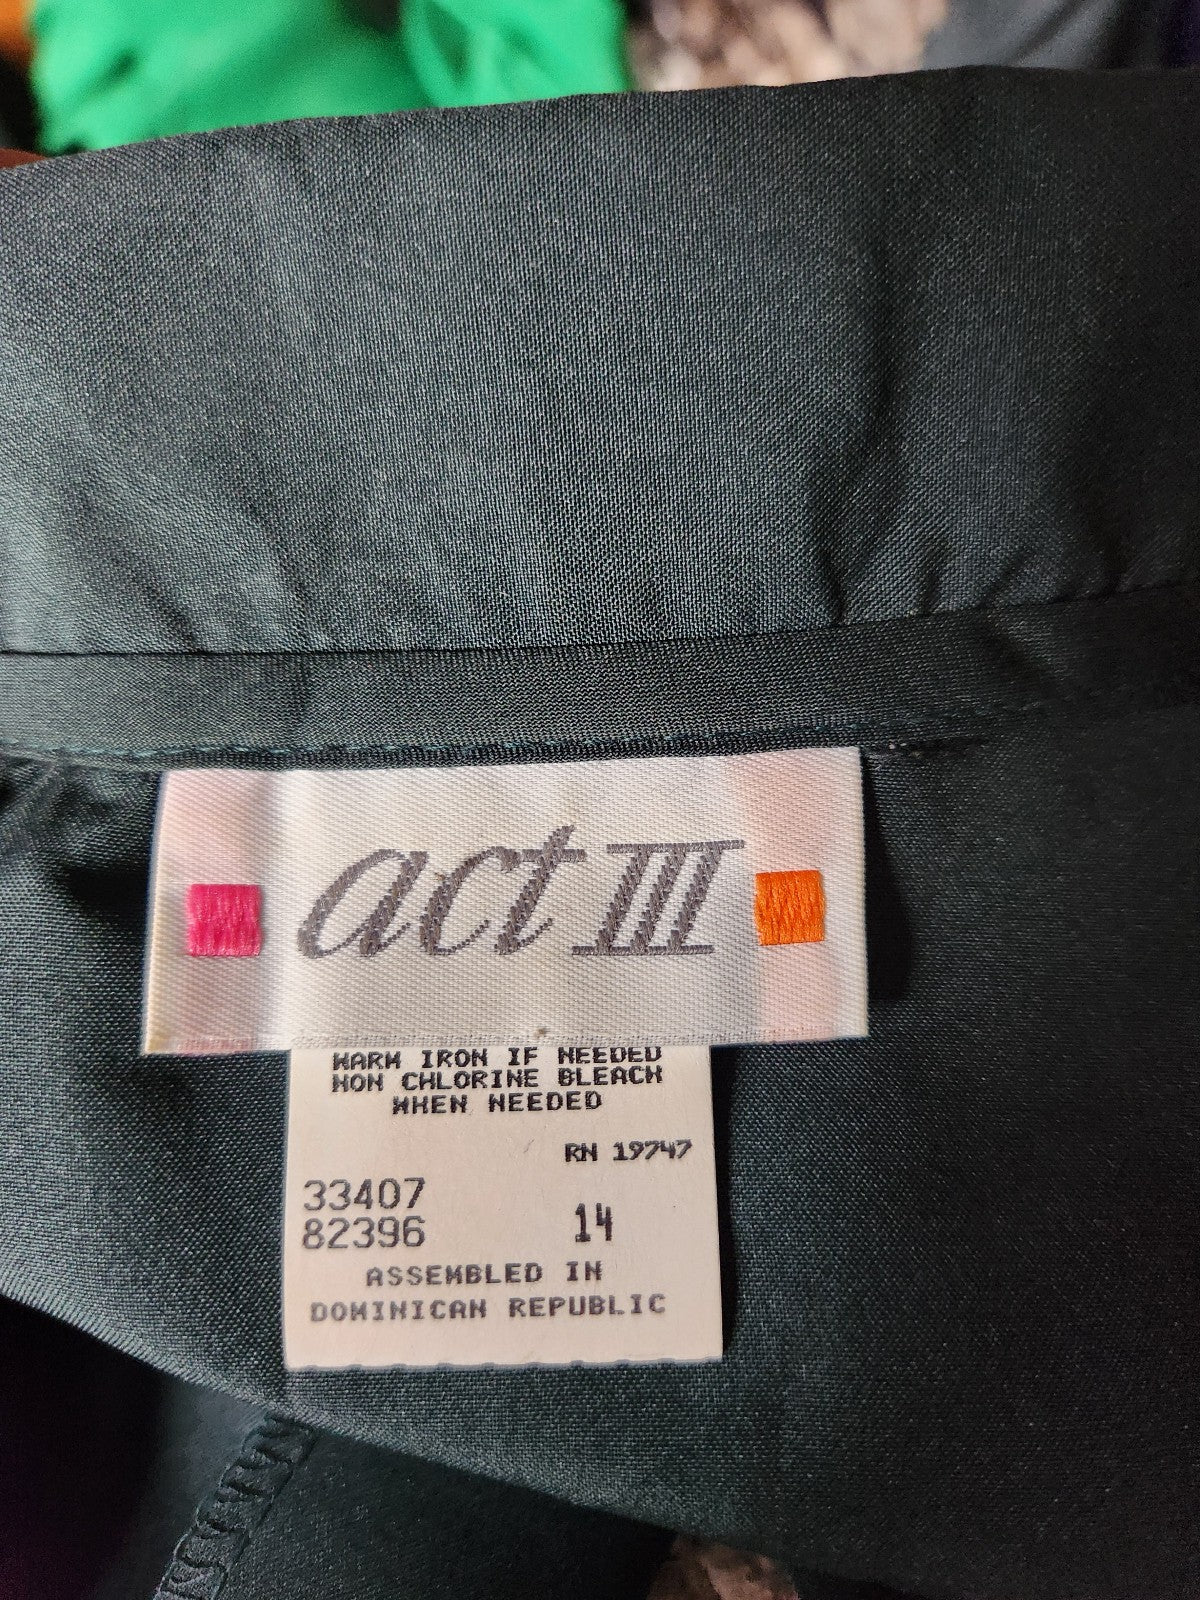 act III
WARM IRON IF NEEDED
NON CHLORINE BLEACH
WHEN NEEDED
RN 19747
33407
82396 14
ASSEMBLED IN
DOMINICAN REPUBLIC